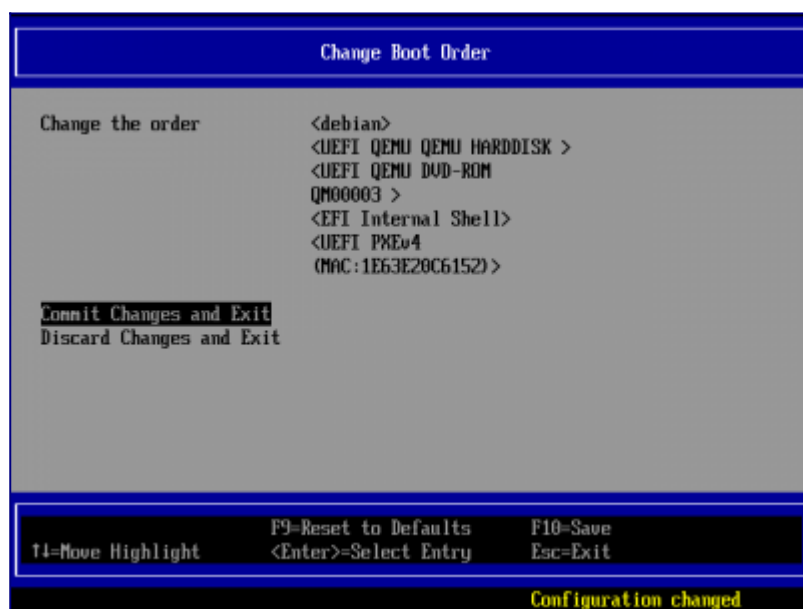 Change Boot Order
Change the order <debian>
<UEFI QEMU QEMU HARDDISK >
<UEFI QEMU DVD-ROM
QM00003 >
<EFI Internal Shell>
<UEFI PXEv4
(MAC:1E63E20C6152)>
Commit Changes and Exit
Discard Changes and Exit
F9=Reset to Defaults F10=Save
↑↓=Move Highlight <Enter>=Select Entry Esc=Exit
Configuration changed